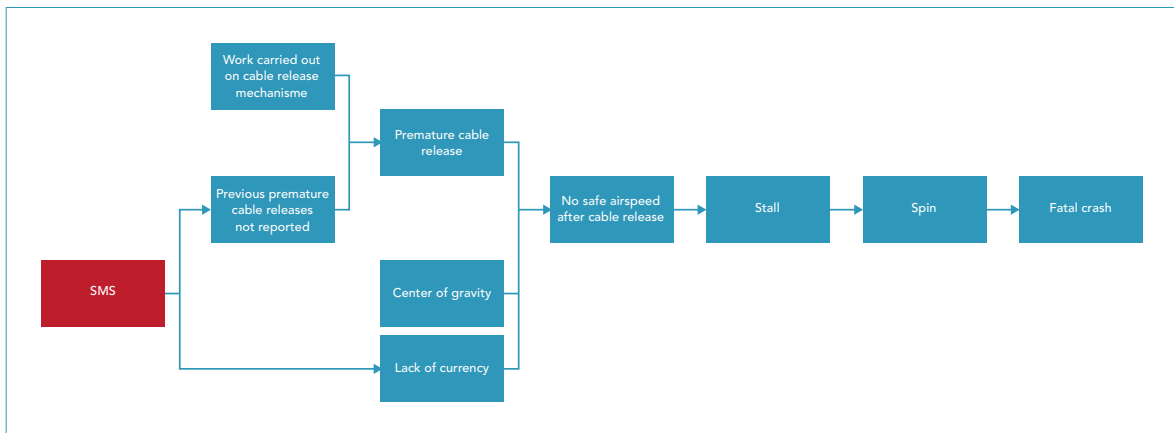 Work carried out
on cable release
mechanisme
Premature cable
release
Previous premature
cable releases
not reported
No safe airspeed
after cable release
Stall
Spin
Fatal crash
SMS
Center of gravity
Lack of currency